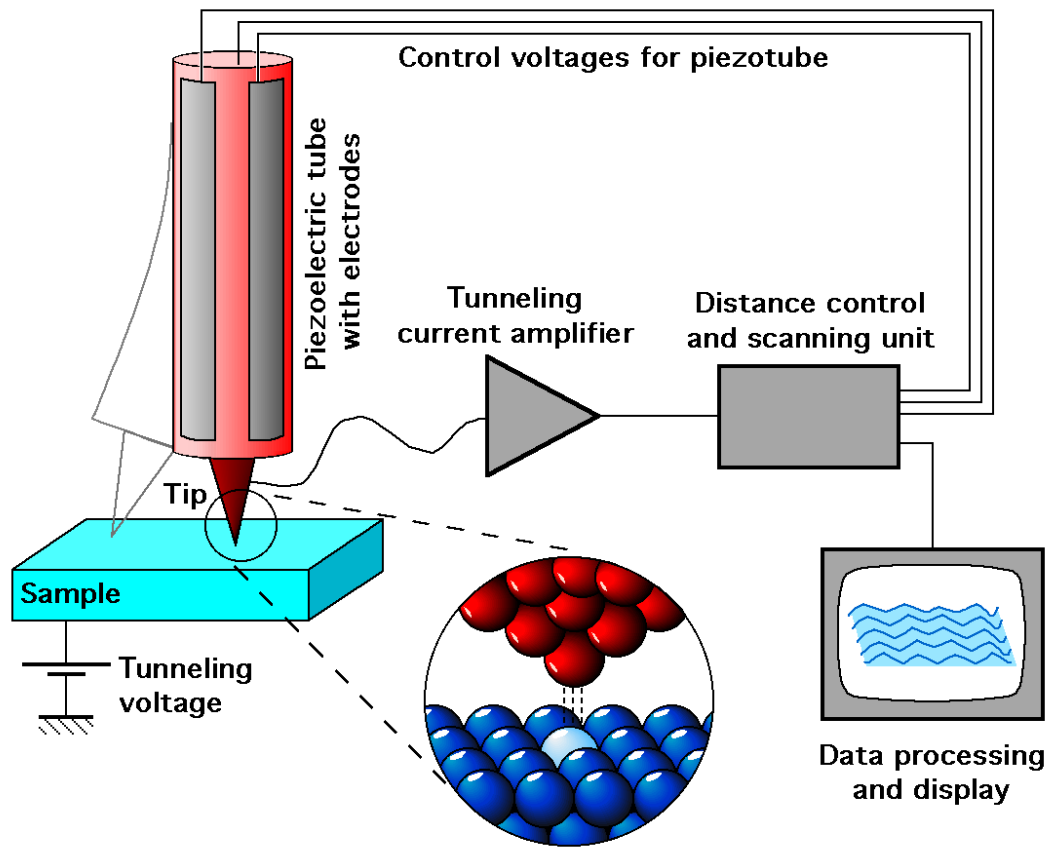 Control voltages for piezotube
Piezoelectric tube
with electrodes
Tunneling
current amplifier
Distance control
and scanning unit
Tip
Sample
Tunneling
voltage
Data processing
and display